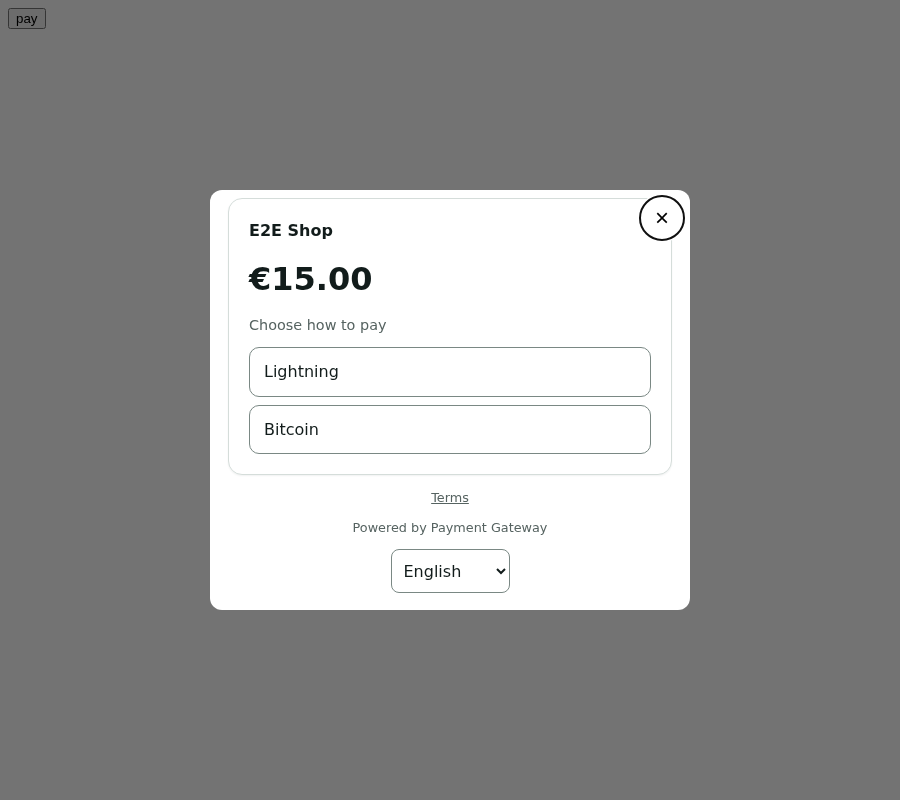 pay
✕
E2E Shop
€15.00
Choose how to pay
Lightning
Bitcoin
Terms
Powered by Payment Gateway
English